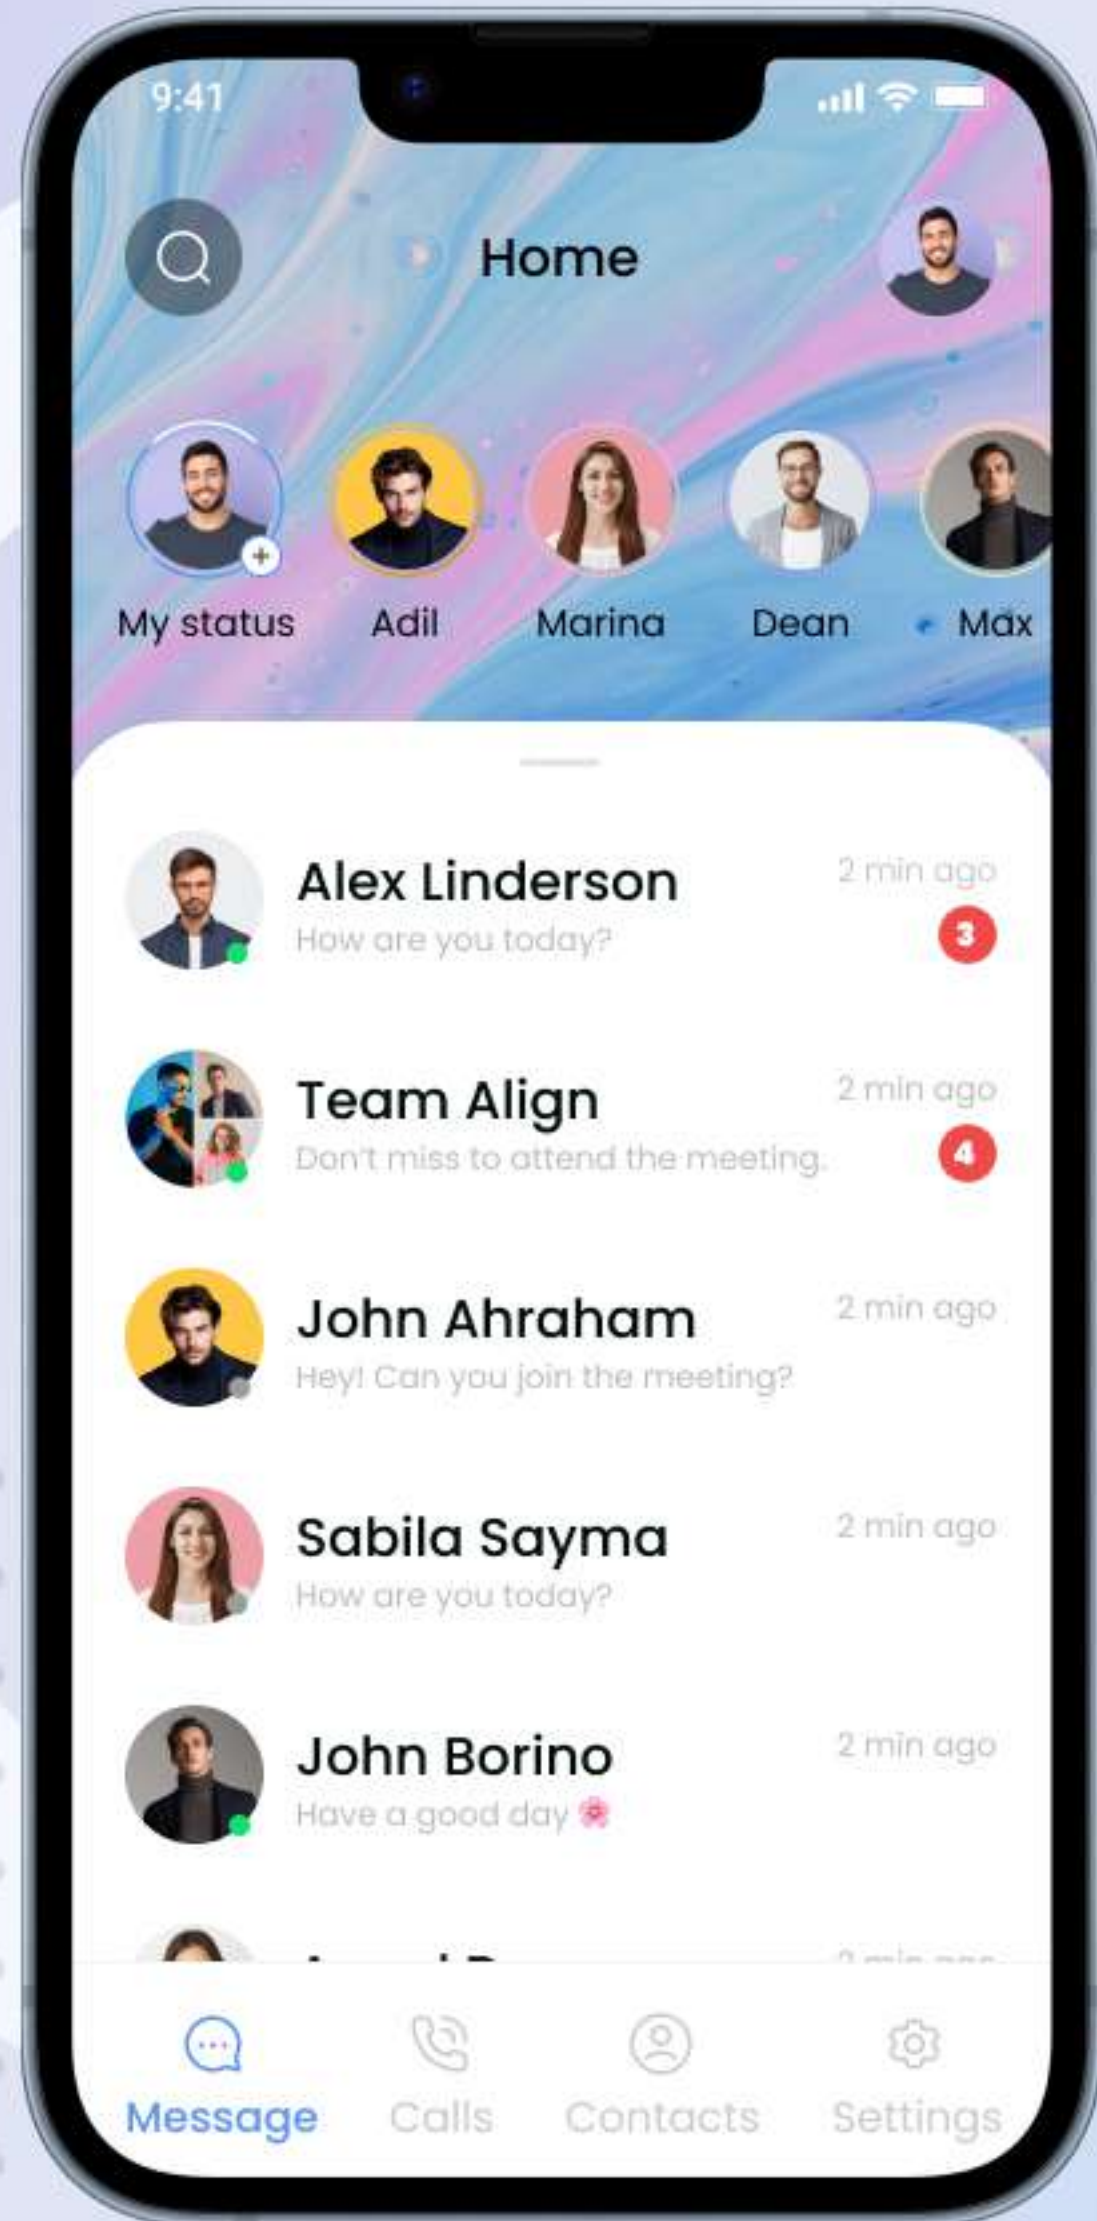 9:41
Home
My status
Adil
Marina
Dean
Max
Alex Linderson
2 min ago
How are you today?
3
Team Align
2 min ago
Don't miss to attend the meeting.
4
John Ahraham
2 min ago
Hey! Can you join the meeting?
Sabila Sayma
2 min ago
How are you today?
John Borino
2 min ago
Have a good day 🌸
Message
Calls
Contacts
Settings